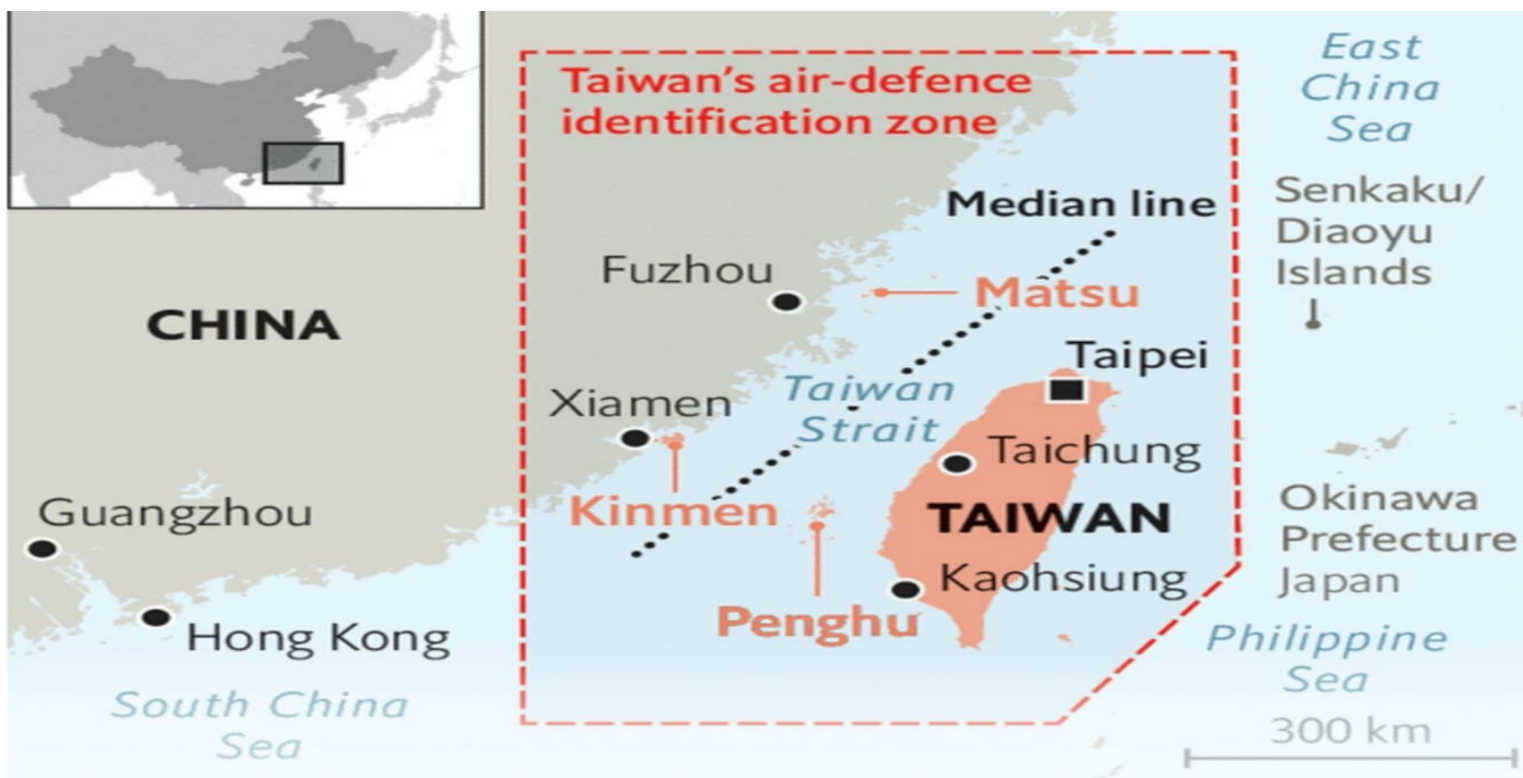 Taiwan's air-defence
identification zone
East
China
Sea
Median line
Senkaku/
Diaoyu
Islands
Fuzhou
Matsu
CHINA
Taipei
Taiwan
Strait
Xiamen
Taichung
Guangzhou
Kinmen
TAIWAN
Okinawa
Prefecture
Japan
Kaohsiung
Penghu
Hong Kong
Philippine
Sea
South China
Sea
300 km